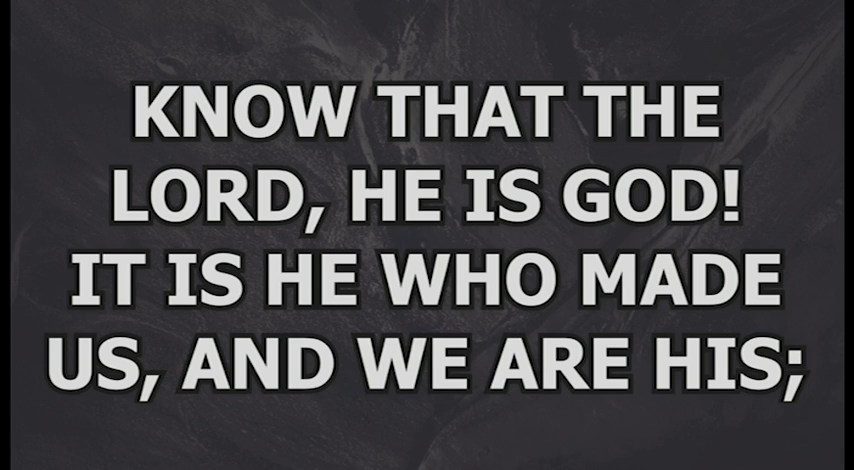 KNOW THAT THE
LORD, HE IS GOD!
IT IS HE WHO MADE
US, AND WE ARE HIS;